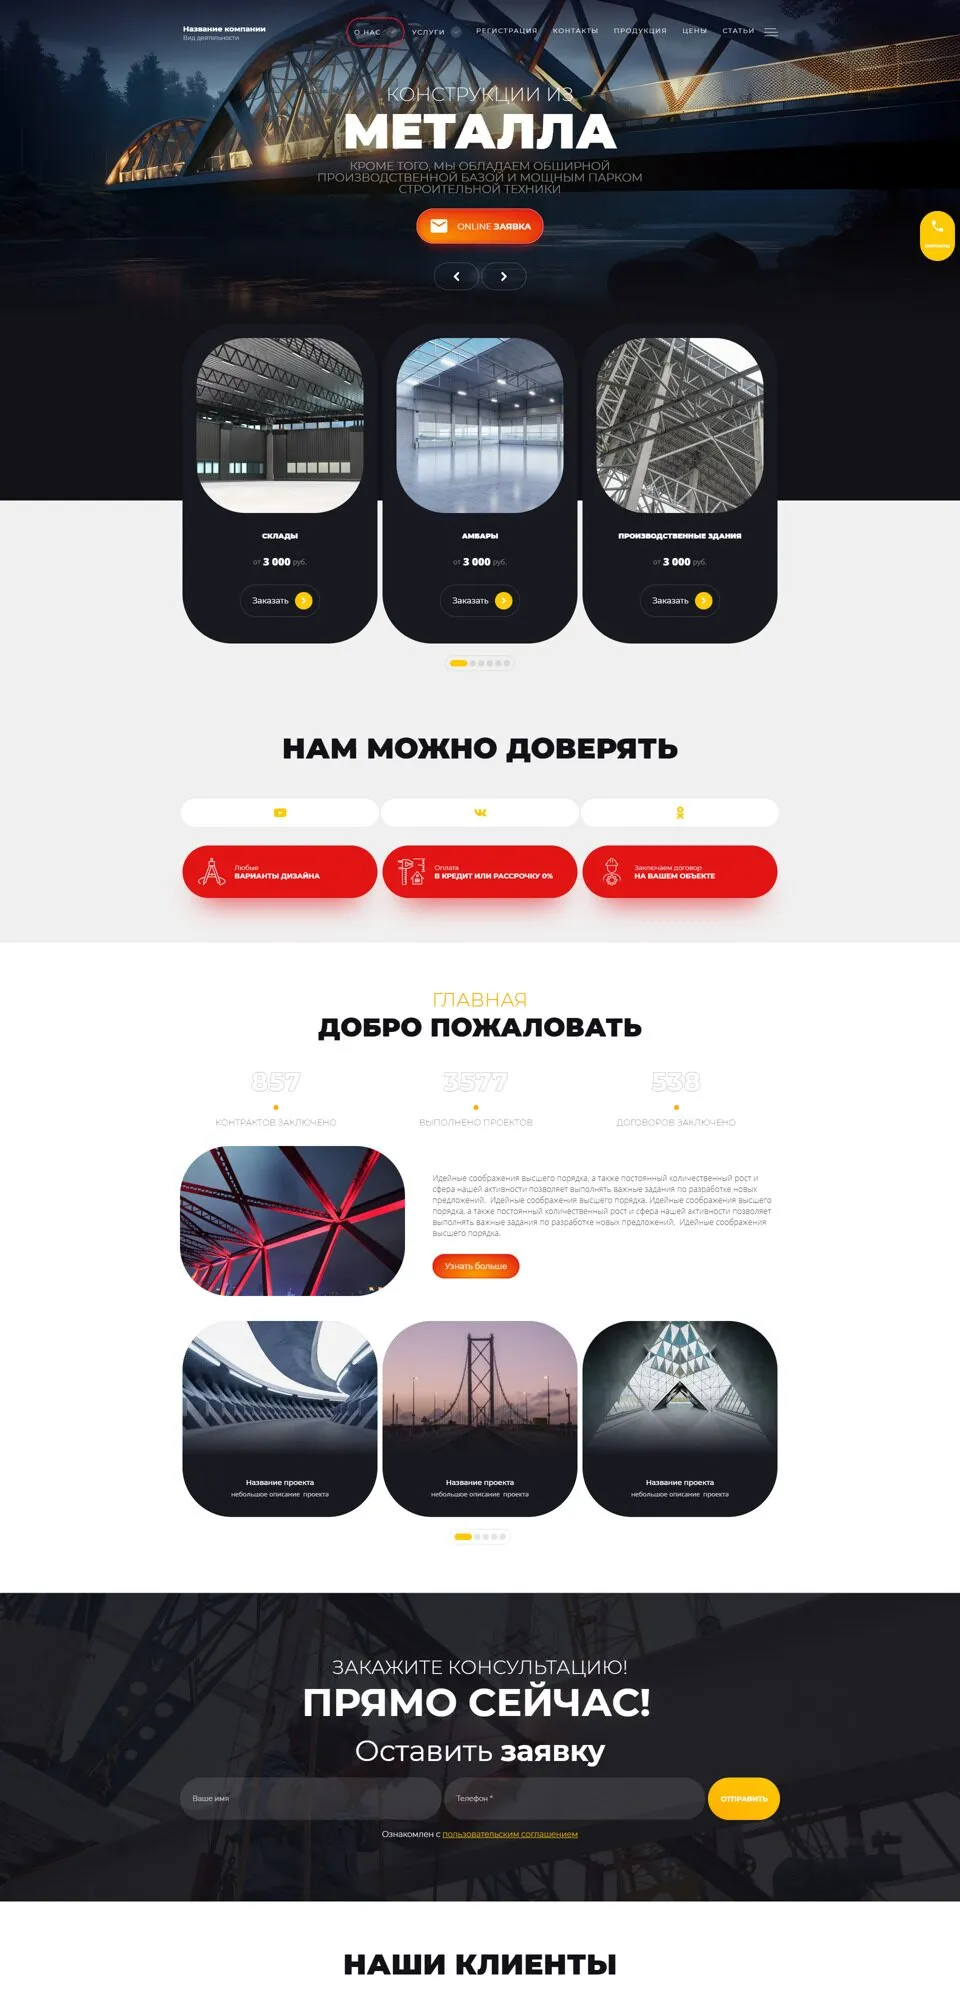 Название компании
Вид деятельности
О НАС
УСЛУГИ
РЕГИСТРАЦИЯ
КОНТАКТЫ
ПРОДУКЦИЯ
ЦЕНЫ
СТАТЬИ
КОНСТРУКЦИИ ИЗ
МЕТАЛЛА
КРОМЕ ТОГО, МЫ ОБЛАДАЕМ ОБШИРНОЙ
ПРОИЗВОДСТВЕННОЙ БАЗОЙ И МОЩНЫМ ПАРКОМ
СТРОИТЕЛЬНОЙ ТЕХНИКИ
ONLINE ЗАЯВКА
КОНТАКТЫ
СКЛАДЫ
от 3 000 руб.
Заказать
АМБАРЫ
от 3 000 руб.
Заказать
ПРОИЗВОДСТВЕННЫЕ ЗДАНИЯ
от 3 000 руб.
Заказать
НАМ МОЖНО ДОВЕРЯТЬ
Любые
ВАРИАНТЫ ДИЗАЙНА
Оплата
В КРЕДИТ ИЛИ РАССРОЧКУ 0%
Заключаем договор
НА ВАШЕМ ОБЪЕКТЕ
ГЛАВНАЯ
ДОБРО ПОЖАЛОВАТЬ
857
КОНТРАКТОВ ЗАКЛЮЧЕНО
3577
ВЫПОЛНЕНО ПРОЕКТОВ
538
ДОГОВОРОВ ЗАКЛЮЧЕНО
Идейные соображения высшего порядка, а также постоянный количественный рост и
сфера нашей активности позволяет выполнять важные задания по разработке новых
предложений. Идейные соображения высшего порядка. Идейные соображения высшего
порядка, а также постоянный количественный рост и сфера нашей активности позволяет
выполнять важные задания по разработке новых предложений. Идейные соображения
высшего порядка.
Узнать больше
Название проекта
небольшое описание проекта
Название проекта
небольшое описание проекта
Название проекта
небольшое описание проекта
ЗАКАЖИТЕ КОНСУЛЬТАЦИЮ!
ПРЯМО СЕЙЧАС!
Оставить заявку
Ваше имя
Телефон *
ОТПРАВИТЬ
Ознакомлен с пользовательским соглашением
НАШИ КЛИЕНТЫ